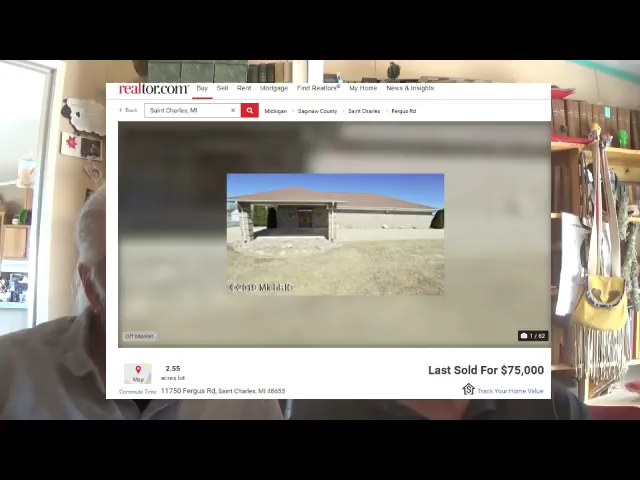 realtor.com Buy Sell Rent Mortgage Find Realtors® My Home News & Insights
< Back Saint Charles, MI × Michigan Saginaw County Saint Charles Fergus Rd
©2019 MichRIC
Off Market
1 / 62
Map
2.55
acres lot
Last Sold For $75,000
Commute Time
11750 Fergus Rd, Saint Charles, MI 48655
Track Your Home Value